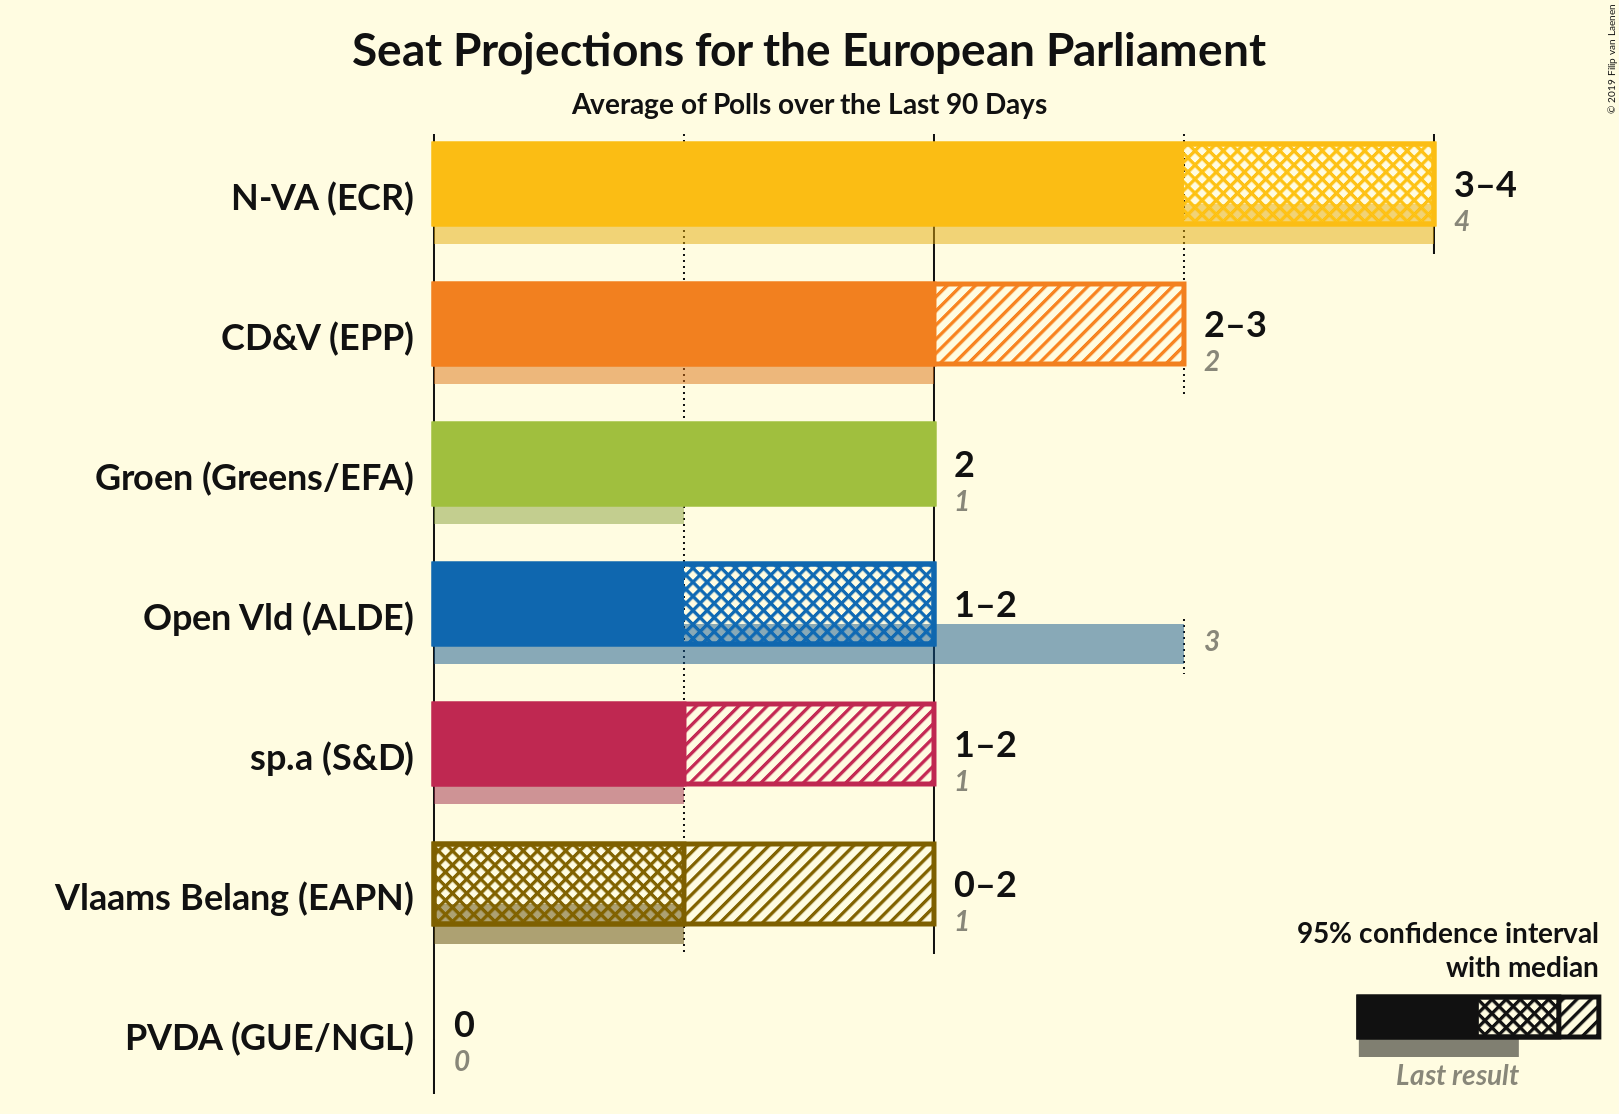 Seat Projections for the European Parliament
Average of Polls over the Last 90 Days
© 2019 Filip van Laenen
N-VA (ECR)
3–4
4
CD&V (EPP)
2–3
2
Groen (Greens/EFA)
2
1
Open Vld (ALDE)
1–2
3
sp.a (S&D)
1–2
1
Vlaams Belang (EAPN)
0–2
1
PVDA (GUE/NGL)
0
0
95% confidence interval
with median
Last result